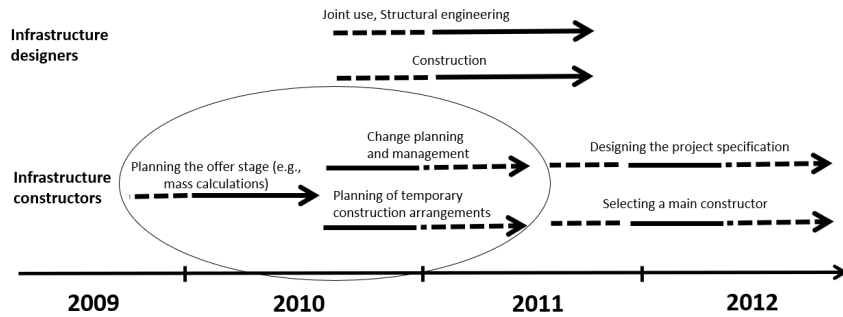 Joint use, Structural engineering
Infrastructure
designers
Construction
Change planning
and management
Designing the project specification
Planning the offer stage (e.g.,
mass calculations)
Infrastructure
constructors
Planning of temporary
construction arrangements
Selecting a main constructor
2009
2010
2011
2012